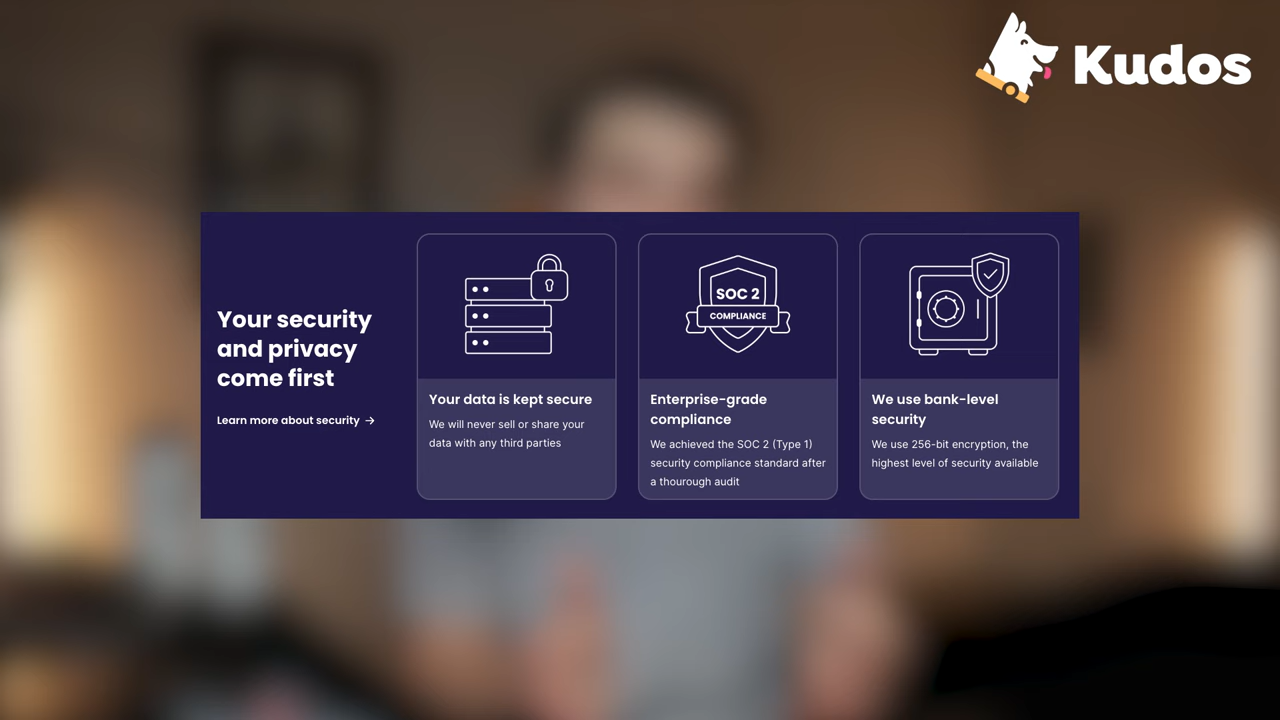 Kudos
Your security
and privacy
come first
Learn more about security →
SOC 2
COMPLIANCE
Your data is kept secure
We will never sell or share your
data with any third parties
Enterprise-grade
compliance
We achieved the SOC 2 (Type 1)
security compliance standard after
a thourough audit
We use bank-level
security
We use 256-bit encryption, the
highest level of security available